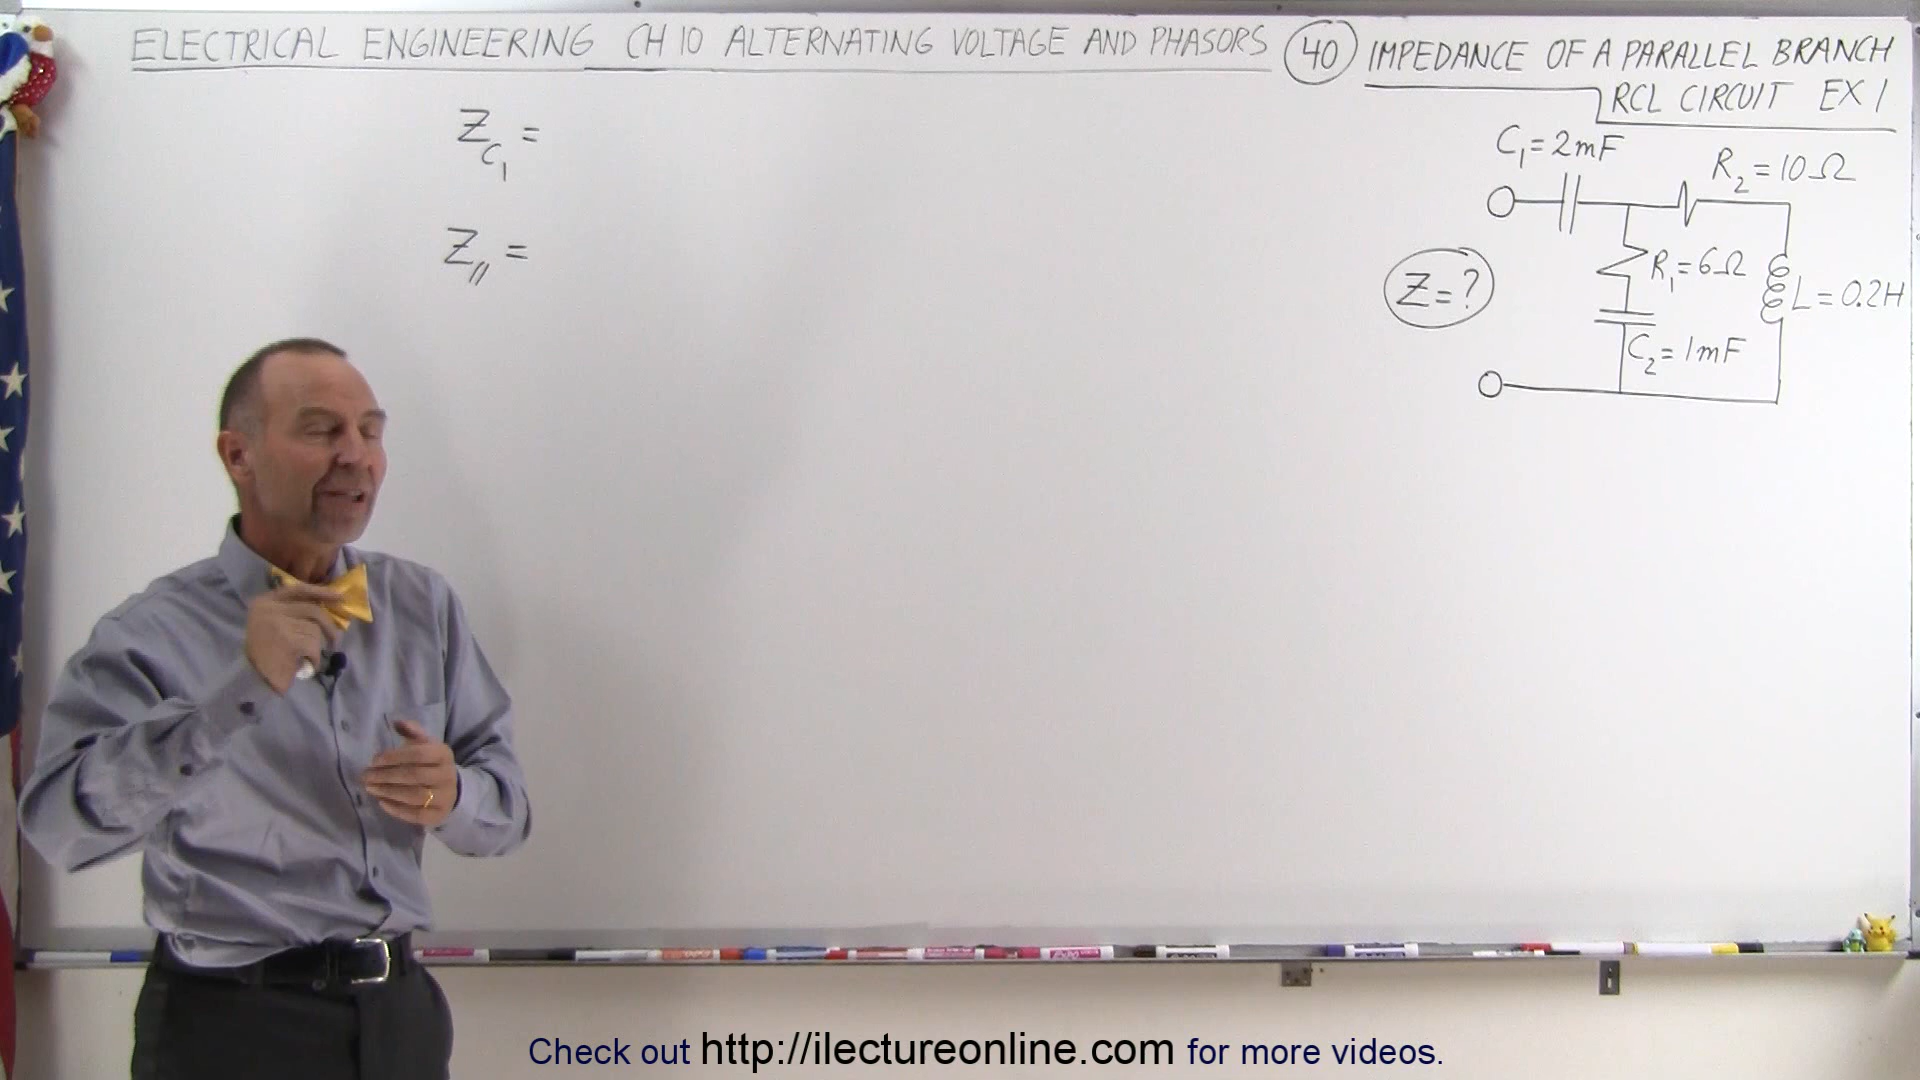 ELECTRICAL ENGINEERING CH 10 ALTERNATING VOLTAGE AND PHASORS
40 IMPEDANCE OF A PARALLEL BRANCH
RCL CIRCUIT EX 1
Z_C₁ =
Z_// =
C₁ = 2mF
R₂ = 10Ω
R₁ = 6Ω
Z = ?
L = 0.2H
C₂ = 1mF
Check out http://ilectureonline.com for more videos.